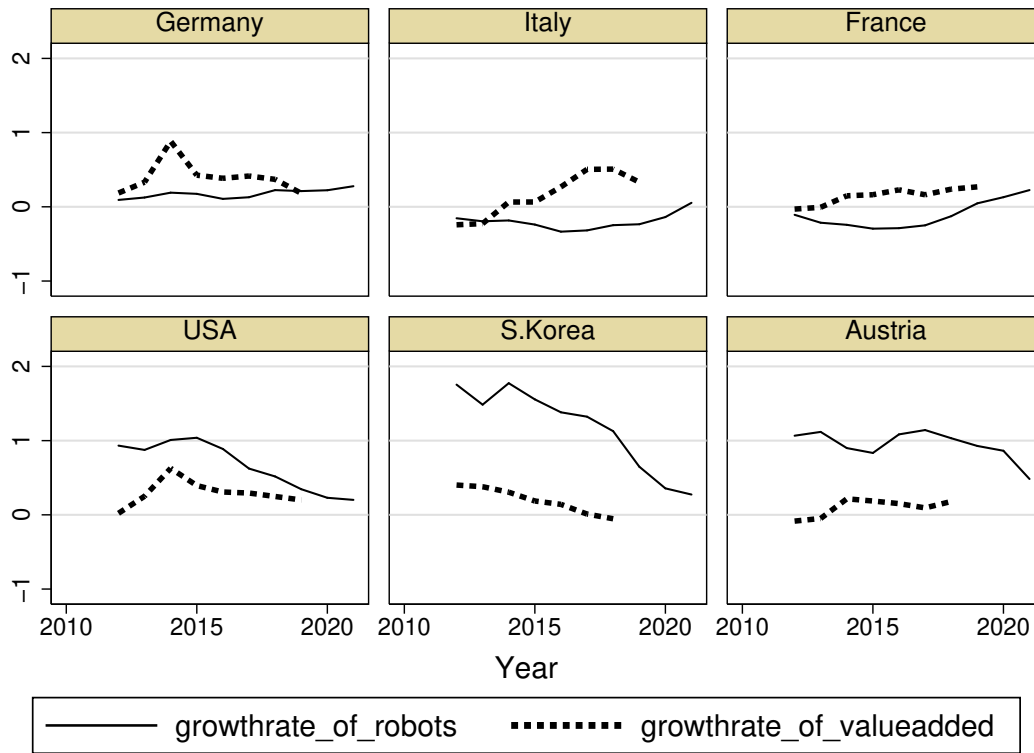 Germany Italy France
2
1
0
−1
USA S.Korea Austria
2
1
0
−1
2010 2015 2020 2010 2015 2020 2010 2015 2020
Year
growthrate_of_robots growthrate_of_valueadded